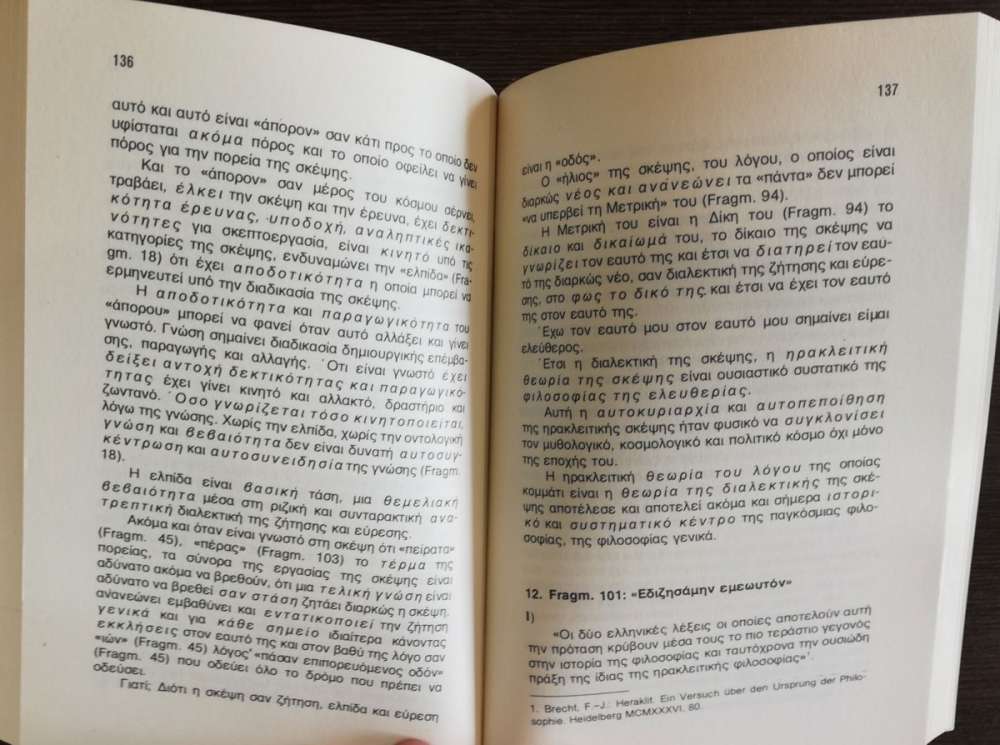 136
αυτό και αυτό είναι «άπορον» σαν κάτι προς το οποίο δεν
υφίσταται ακόμα πόρος και το οποίο οφείλει να γίνει
πόρος για την πορεία της σκέψης.
Και το «άπορον» σαν μέρος του κόσμου σέρνει,
τραβάει, έλκει την σκέψη και την έρευνα, έχει δεκτι-
κότητα έρευνας, υποδοχή, αναληπτικές ικα-
νότητες για σκεπτοεργασία, είναι κινητό υπό τις
κατηγορίες της σκέψης, ενδυναμώνει την «ελπίδα» (Fra-
gm. 18) ότι έχει αποδοτικότητα η οποία μπορεί να
ερμηνευτεί υπό την διαδικασία της σκέψης.
Η αποδοτικότητα και παραγωγικότητα του
«άπορου» μπορεί να φανεί όταν αυτό αλλάξει και γίνει
γνωστό. Γνώση σημαίνει διαδικασία δημιουργικής επέμβα-
σης, παραγωγής και αλλαγής. Ότι είναι γνωστό έχει
δείξει αντοχή δεκτικότητας και παραγωγικό-
τητας έχει γίνει κινητό και αλλακτό, δραστήριο και
ζωντανό. Όσο γνωρίζεται τόσο κινητοποιείται,
λόγω της γνώσης. Χωρίς την ελπίδα, χωρίς την οντολογική
γνώση και βεβαιότητα δεν είναι δυνατή αυτοσυγ-
κέντρωση και αυτοσυνειδησία της γνώσης (Fragm.
18).
Η ελπίδα είναι βασική τάση, μια θεμελιακή
βεβαιότητα μέσα στη ριζική και συνταρακτική ανα-
τρεπτική διαλεκτική της ζήτησης και εύρεσης.
Ακόμα και όταν είναι γνωστό στη σκέψη ότι «πείρατα»
(Fragm. 45), «πέρας» (Fragm. 103) το τέρμα της
πορείας, τα σύνορα της εργασίας της σκέψης είναι
αδύνατο ακόμα να βρεθούν, ότι μια τελική γνώση είναι
αδύνατο να βρεθεί σαν στάση ζητάει διαρκώς η σκέψη,
ανανεώνει εμβαθύνει και εντατικοποιεί την ζήτηση
γενικά και για κάθε σημείο ιδιαίτερα κάνοντας
εκκλήσεις στον εαυτό της και στον βαθύ της λόγο σαν
«ιών» (Fragm. 45) λόγος' «πάσαν επιπορευόμενος οδόν»
(Fragm. 45) που οδεύει όλο το δρόμο που πρέπει να
οδεύσει.
Γιατί; Διότι η σκέψη σαν ζήτηση, ελπίδα και εύρεση
137
είναι η «οδός».
Ο «ήλιος» της σκέψης, του λόγου, ο οποίος είναι
διαρκώς νέος και ανανεώνει τα «πάντα» δεν μπορεί
«να υπερβεί τη Μετρική» του (Fragm. 94).
Η Μετρική του είναι η Δίκη του (Fragm. 94) το
δίκαιο και δικαίωμά του, το δίκαιο της σκέψης να
γνωρίζει τον εαυτό της και έτσι να διατηρεί τον εαυ-
τό της διαρκώς νέο, σαν διαλεκτική της ζήτησης και εύρε-
σης, στο φως το δικό της και έτσι να έχει τον εαυτό
της στον εαυτό της.
Έχω τον εαυτό μου στον εαυτό μου σημαίνει είμαι
ελεύθερος.
Έτσι η διαλεκτική της σκέψης, η ηρακλειτική
θεωρία της σκέψης είναι ουσιαστικό συστατικό της
φιλοσοφίας της ελευθερίας.
Αυτή η αυτοκυριαρχία και αυτοπεποίθηση
της ηρακλειτικής σκέψης ήταν φυσικό να συγκλονίσει
τον μυθολογικό, κοσμολογικό και πολιτικό κόσμο όχι μόνο
της εποχής του.
Η ηρακλειτική θεωρία του λόγου της οποίας
κομμάτι είναι η θεωρία της διαλεκτικής της σκέ-
ψης αποτέλεσε και αποτελεί ακόμα και σήμερα ιστορι-
κό και συστηματικό κέντρο της παγκόσμιας φιλο-
σοφίας, της φιλοσοφίας γενικά.
12. Fragm. 101: «Εδιζησάμην εμεωυτόν»
I)
«Οι δύο ελληνικές λέξεις οι οποίες αποτελούν αυτή
την πρόταση κρύβουν μέσα τους το πιο τεράστιο γεγονός
στην ιστορία της φιλοσοφίας και ταυτόχρονα την ουσιώδη
πράξη της ίδιας της ηρακλειτικής φιλοσοφίας»¹.
1. Brecht, F.-J.: Heraklit. Ein Versuch über den Ursprung der Philo-
sophie. Heidelberg MCMXXXVI, 80.